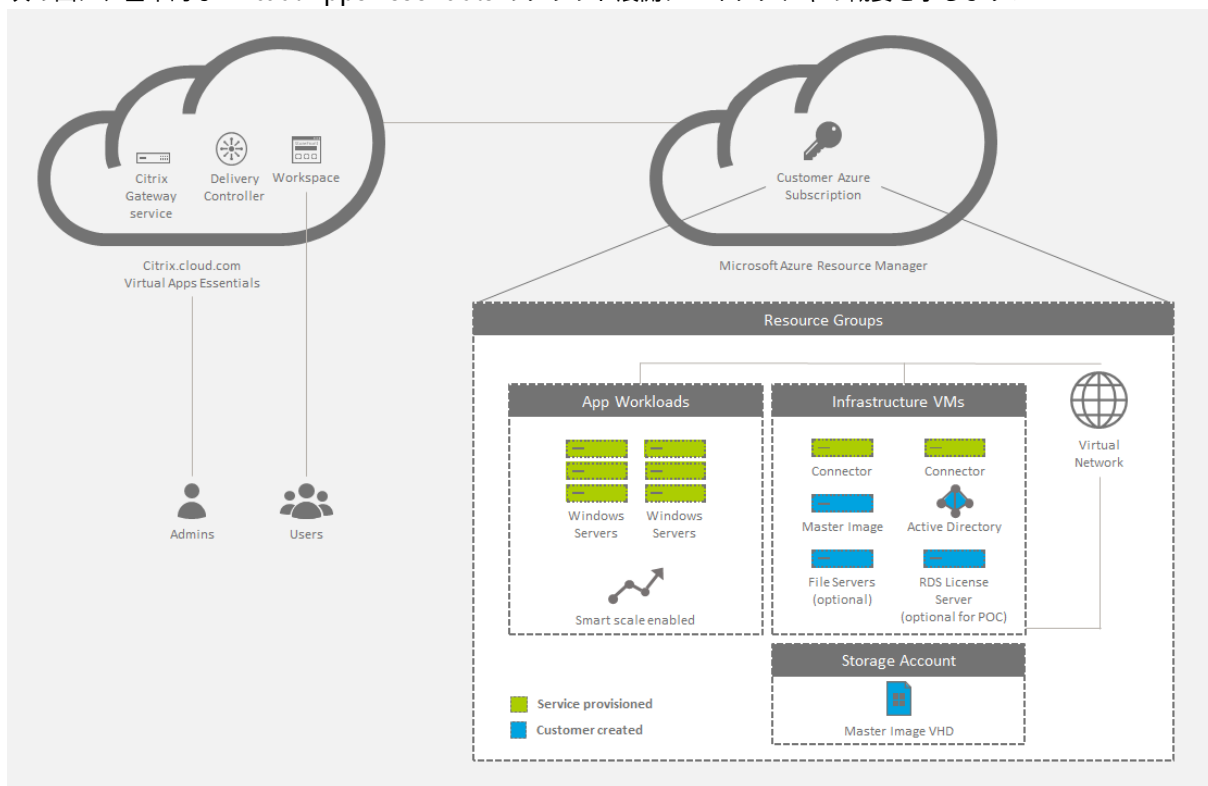 Citrix
Gateway
service
Delivery
Controller
Workspace
Citrix.cloud.com
Virtual Apps Essentials
Customer Azure
Subscription
Microsoft Azure Resource Manager
Admins
Users
Resource Groups
App Workloads
Windows
Servers
Windows
Servers
Smart scale enabled
Infrastructure VMs
Connector
Connector
Master Image
Active Directory
File Servers
(optional)
RDS License
Server
(optional for POC)
Virtual
Network
Storage Account
Master Image VHD
Service provisioned
Customer created